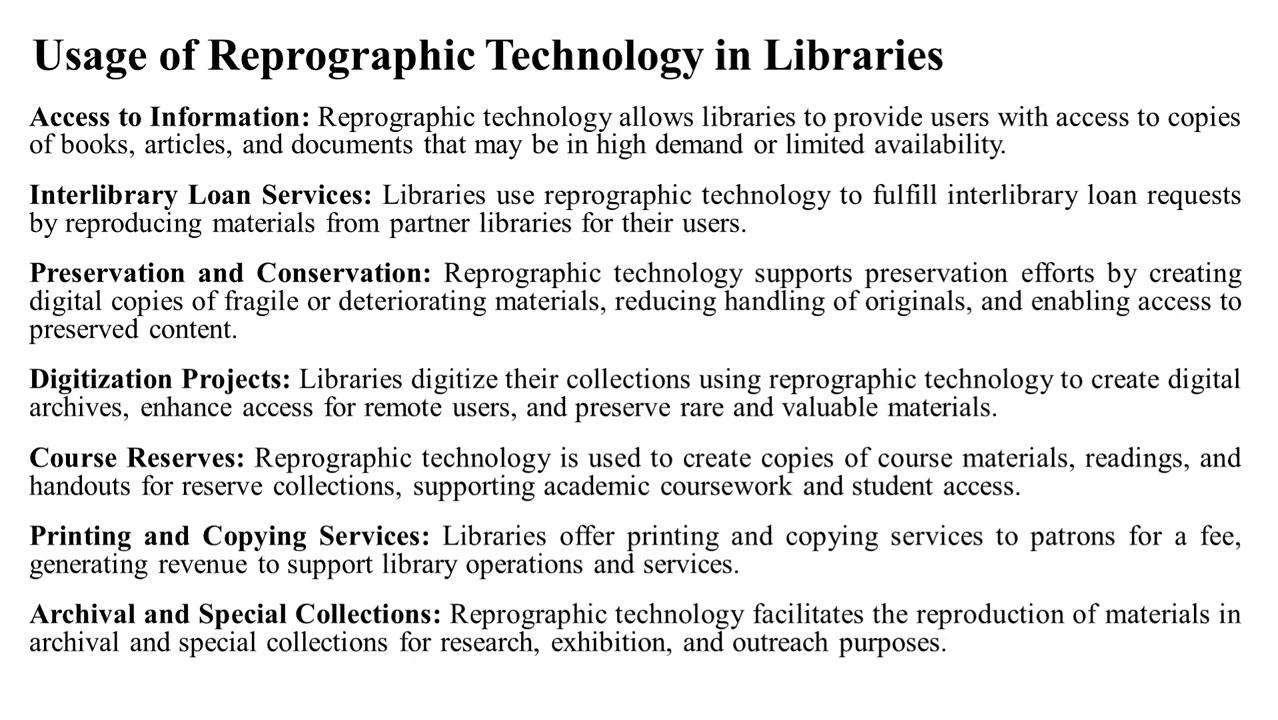 Usage of Reprographic Technology in Libraries
Access to Information: Reprographic technology allows libraries to provide users with access to copies
of books, articles, and documents that may be in high demand or limited availability.
Interlibrary Loan Services: Libraries use reprographic technology to fulfill interlibrary loan requests
by reproducing materials from partner libraries for their users.
Preservation and Conservation: Reprographic technology supports preservation efforts by creating
digital copies of fragile or deteriorating materials, reducing handling of originals, and enabling access to
preserved content.
Digitization Projects: Libraries digitize their collections using reprographic technology to create digital
archives, enhance access for remote users, and preserve rare and valuable materials.
Course Reserves: Reprographic technology is used to create copies of course materials, readings, and
handouts for reserve collections, supporting academic coursework and student access.
Printing and Copying Services: Libraries offer printing and copying services to patrons for a fee,
generating revenue to support library operations and services.
Archival and Special Collections: Reprographic technology facilitates the reproduction of materials in
archival and special collections for research, exhibition, and outreach purposes.